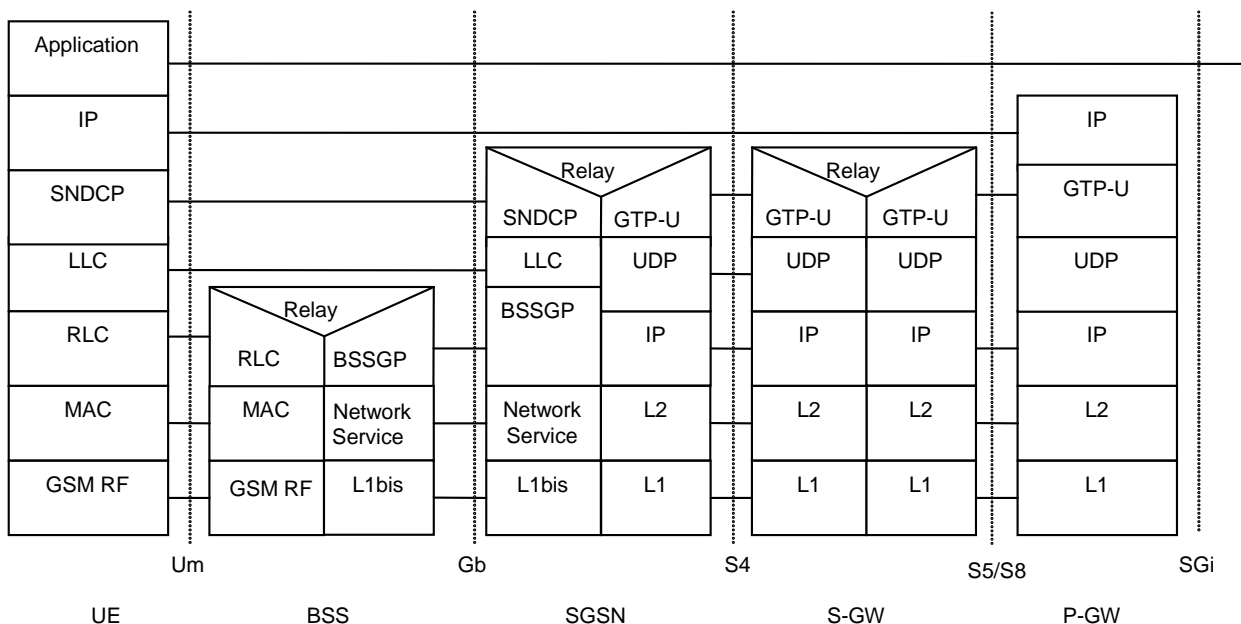 Application
IP
IP
Relay
Relay
SNDCP
GTP-U
SNDCP
GTP-U
GTP-U
GTP-U
LLC
LLC
UDP
UDP
UDP
UDP
Relay
BSSGP
RLC
IP
IP
IP
IP
RLC
BSSGP
MAC
MAC
Network
Service
Network
Service
L2
L2
L2
L2
GSM RF
GSM RF
L1bis
L1bis
L1
L1
L1
L1
Um
Gb
S4
S5/S8
SGi
UE
BSS
SGSN
S-GW
P-GW